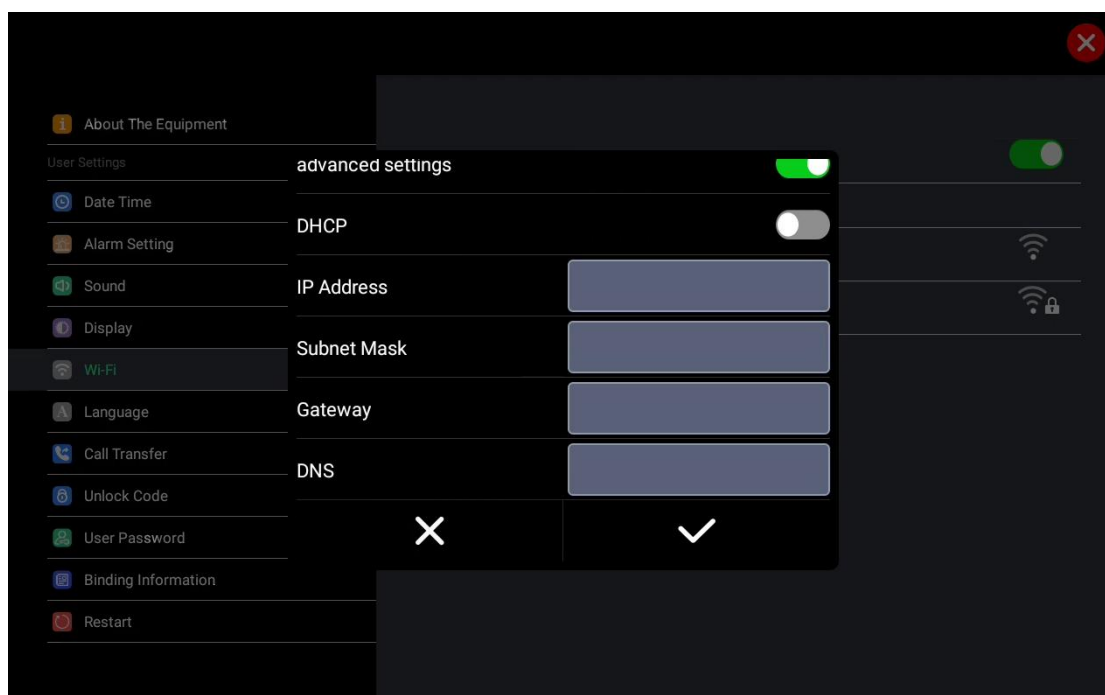 About The Equipment
User Settings
Date Time
Alarm Setting
Sound
Display
Wi-Fi
Language
Call Transfer
Unlock Code
User Password
Binding Information
Restart
advanced settings
DHCP
IP Address
Subnet Mask
Gateway
DNS